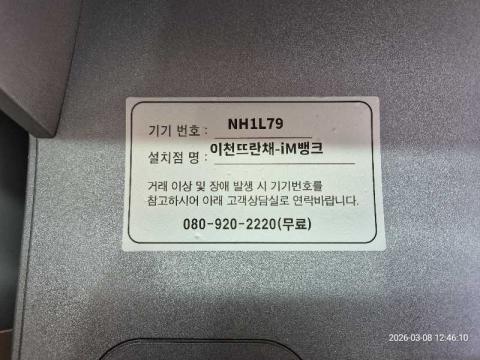 기기 번호 : NH1L79
설치점 명 : 이천뜨란채-iM뱅크
거래 이상 및 장애 발생 시 기기번호를
참고하시어 아래 고객상담실로 연락바랍니다.
080-920-2220(무료)
2026-03-08 12:46:10